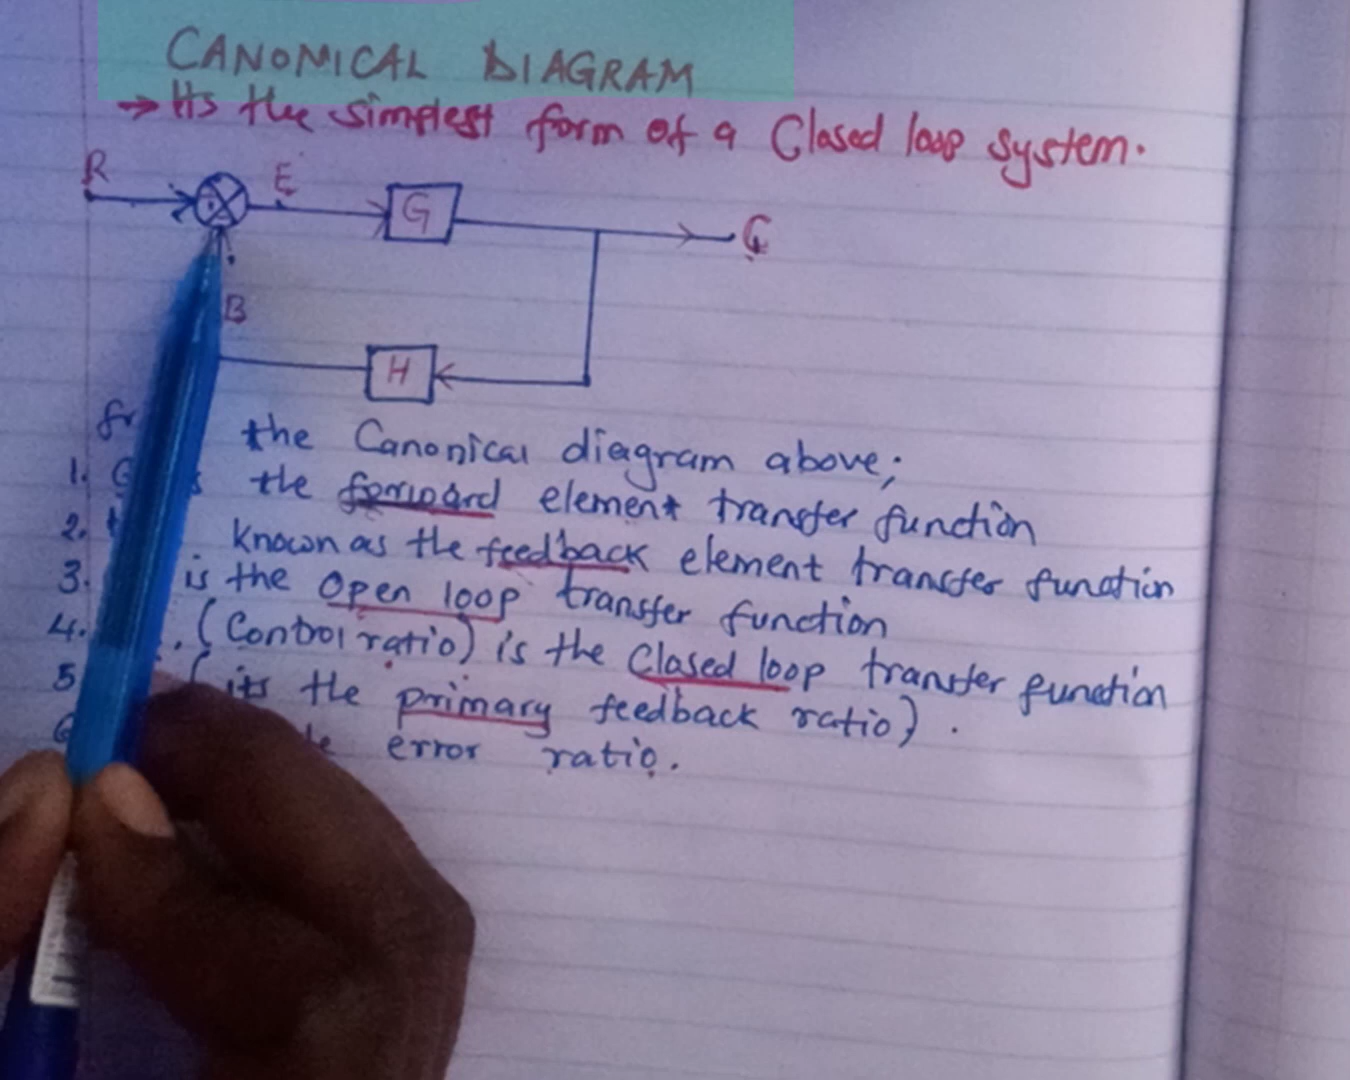 CANONICAL DIAGRAM
→ Its the simplest form of a Closed loop system.
R
E
G
C
B
H
the Canonical diagram above;
1. G the forward element transfer function
2. known as the feedback element transfer function
3. is the open loop transfer function
4. (Control ratio) is the Closed loop transfer function
5 (its the primary feedback ratio).
error ratio.